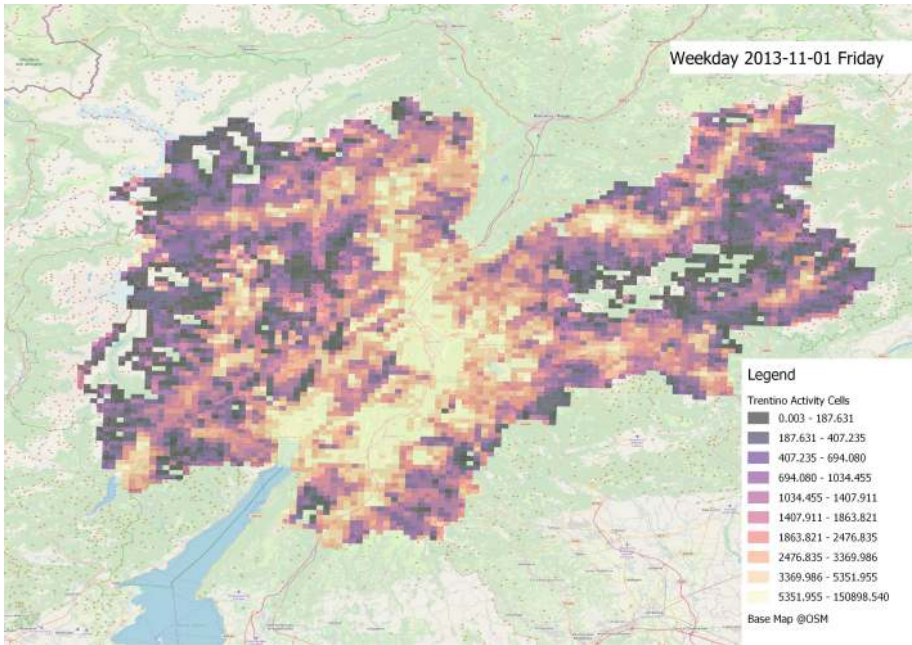 Weekday 2013-11-01 Friday
Legend
Trentino Activity Cells
0.003 - 187.631
187.631 - 407.235
407.235 - 694.080
694.080 - 1034.455
1034.455 - 1407.911
1407.911 - 1863.821
1863.821 - 2476.835
2476.835 - 3369.986
3369.986 - 5351.955
5351.955 - 150898.540
Base Map @OSM